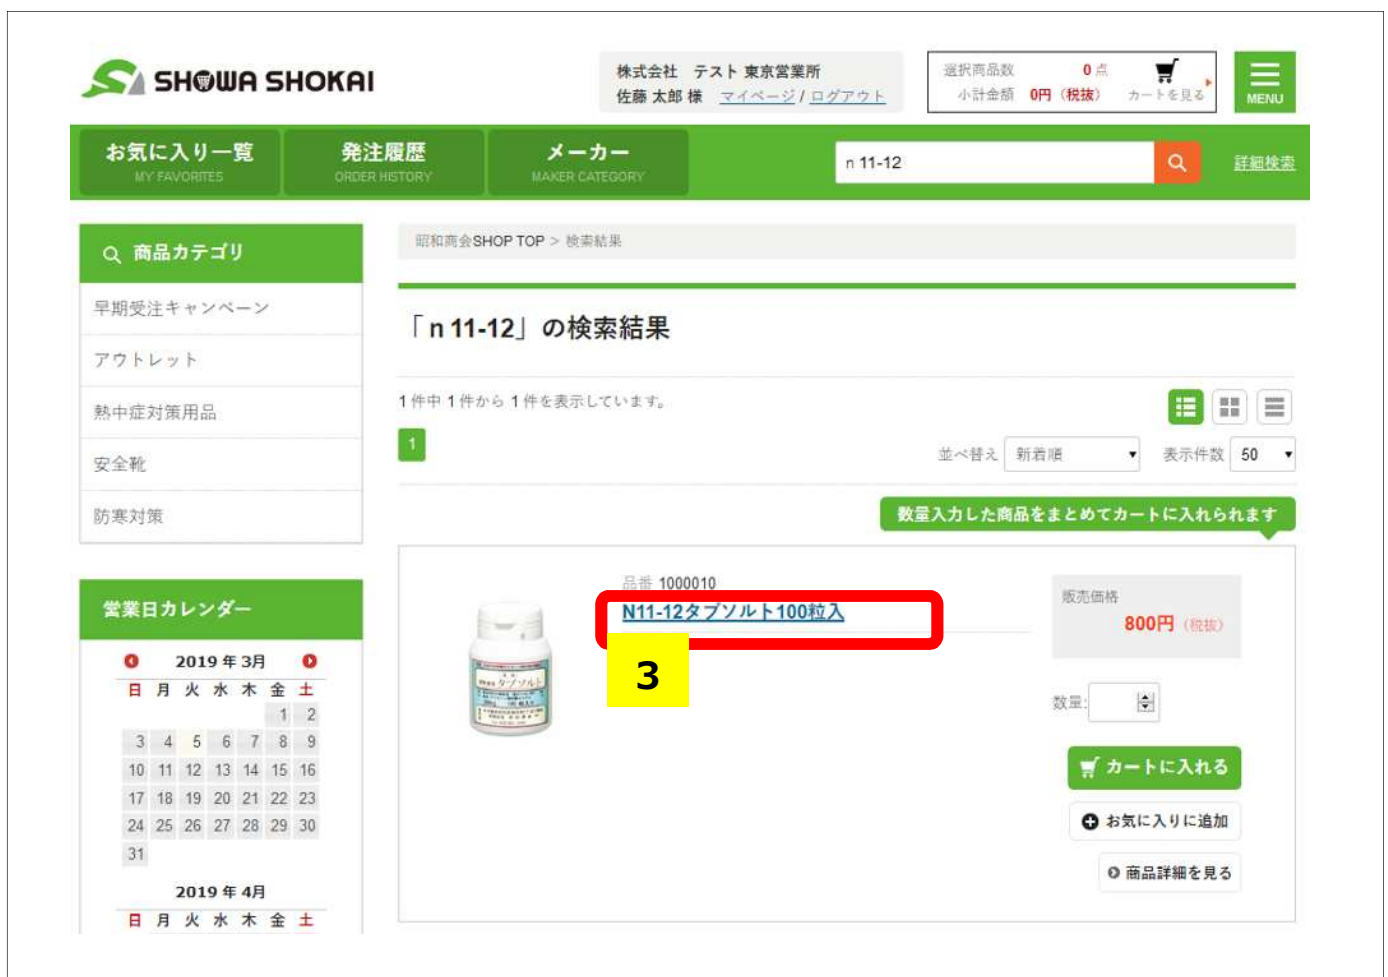 SHOWA SHOKAI
株式会社 テスト 東京営業所
佐藤 太郎 様 マイページ / ログアウト
選択商品数 0 点
小計金額 0円（税抜） カートを見る
MENU
お気に入り一覧
MY FAVORITES
発注履歴
ORDER HISTORY
メーカー
MAKER CATEGORY
n 11-12
詳細検索
商品カテゴリ
早期受注キャンペーン
アウトレット
熱中症対策用品
安全靴
防寒対策
営業日カレンダー
2019 年 3月
日 月 火 水 木 金 土
1 2
3 4 5 6 7 8 9
10 11 12 13 14 15 16
17 18 19 20 21 22 23
24 25 26 27 28 29 30
31
2019 年 4月
日 月 火 水 木 金 土
昭和商会SHOP TOP > 検索結果
「 n 11-12」の検索結果
1 件中 1 件から 1 件を表示しています。
1
並べ替え 新着順 表示件数 50
数量入力した商品をまとめてカートに入れられます
品番 1000010
N11-12タブソルト100粒入
3
タブソルト
販売価格
800円（税抜）
数量:
カートに入れる
お気に入りに追加
商品詳細を見る